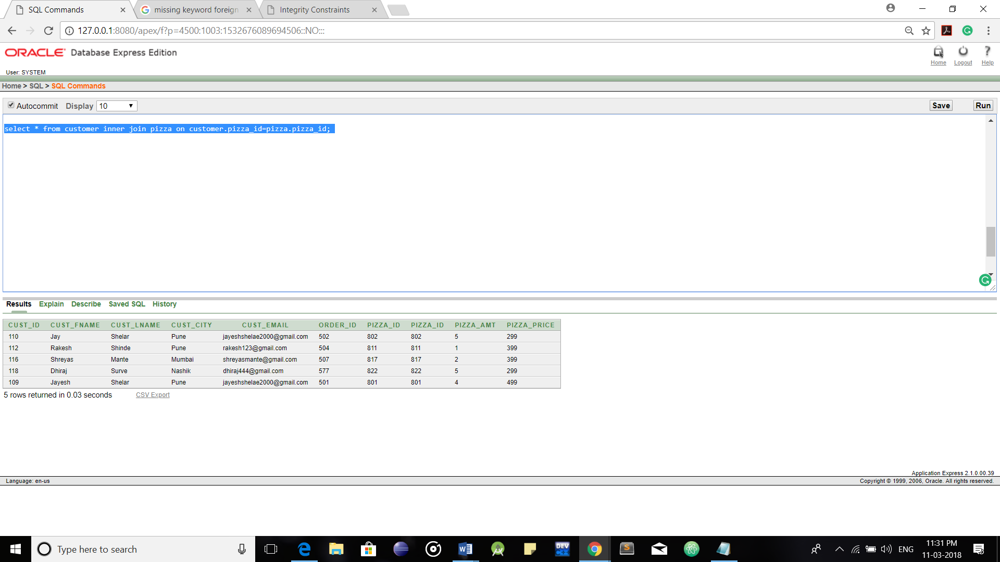 SQL Commands
missing keyword foreign
Integrity Constraints
127.0.0.1:8080/apex/f?p=4500:1003:1532676089694506::NO:::
ORACLE Database Express Edition
Home Logout Help
User: SYSTEM
Home > SQL > SQL Commands
Autocommit Display 10 Save Run
select * from customer inner join pizza on customer.pizza_id=pizza.pizza_id;
Results Explain Describe Saved SQL History
CUST_ID CUST_FNAME CUST_LNAME CUST_CITY CUST_EMAIL ORDER_ID PIZZA_ID PIZZA_ID PIZZA_AMT PIZZA_PRICE
110 Jay Shelar Pune jayeshshelae2000@gmail.com 502 802 802 5 299
112 Rakesh Shinde Pune rakesh123@gmail.com 504 811 811 1 399
116 Shreyas Mante Mumbai shreyasmante@gmail.com 507 817 817 2 399
118 Dhiraj Surve Nashik dhiraj444@gmail.com 577 822 822 5 299
109 Jayesh Shelar Pune jayeshshelae2000@gmail.com 501 801 801 4 499
5 rows returned in 0.03 seconds CSV Export
Application Express 2.1.0.00.39
Language: en-us Copyright © 1999, 2006, Oracle. All rights reserved.
Type here to search
DEV C++
ENG
11:31 PM
11-03-2018